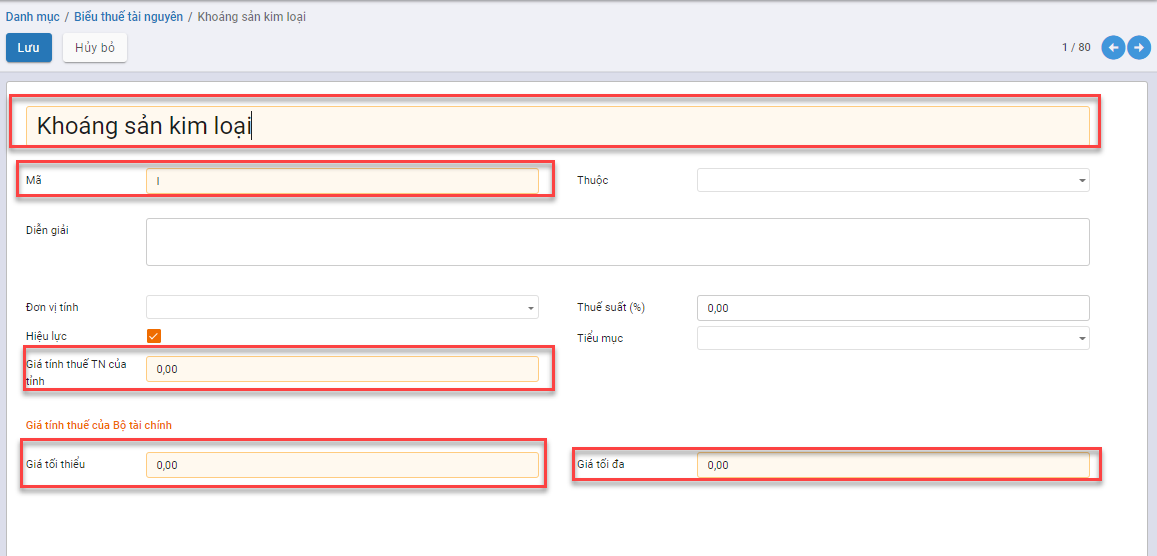 Danh mục / Biểu thuế tài nguyên / Khoáng sản kim loại
Lưu Hủy bỏ 1 / 80
Khoáng sản kim loại
Mã I Thuộc
Diễn giải
Đơn vị tính Thuế suất (%) 0,00
Hiệu lực Tiểu mục
Giá tính thuế TN của
tỉnh
0,00
Giá tính thuế của Bộ tài chính
Giá tối thiểu 0,00 Giá tối đa 0,00